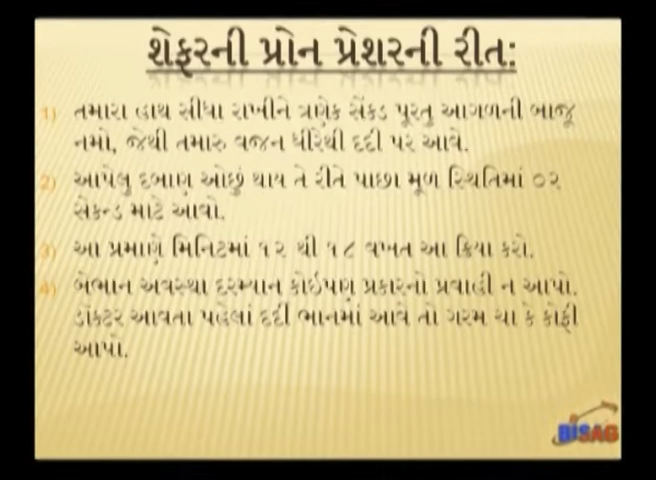 શેફરની પ્રોન પ્રેશરની રીત:
1) તમારા હાથ સીધા રાખીને ત્રણેક સેંકડ પૂરતુ આગળની બાજૂ
નમો, જેથી તમારુ વજન ધીરેથી દર્દી પર આવે.
2) આપેલુ દબાણ ઓછું થાય તે રીતે પાછા મૂળ સ્થિતિમાં ૦૨
સેકન્ડ માટે આવો.
3) આ પ્રમાણે મિનિટમાં ૧૨ થી ૧૮ વખત આ ક્રિયા કરો.
4) બેભાન અવસ્થા દરમ્યાન કોઈપણ પ્રકારનો પ્રવાહી ન આપો.
ડૉક્ટર આવતા પહેલાં દર્દી ભાનમાં આવે તો ગરમ ચા કે કોફી
આપો.
BISAG